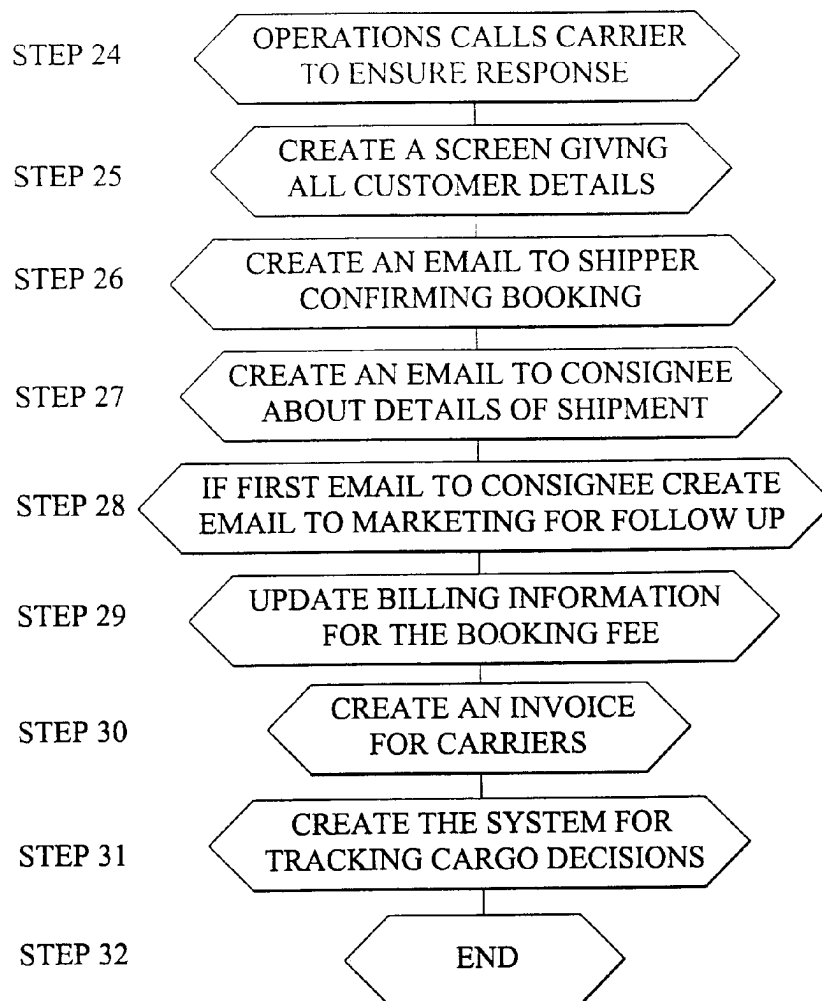 STEP 24
OPERATIONS CALLS CARRIER
TO ENSURE RESPONSE
STEP 25
CREATE A SCREEN GIVING
ALL CUSTOMER DETAILS
STEP 26
CREATE AN EMAIL TO SHIPPER
CONFIRMING BOOKING
STEP 27
CREATE AN EMAIL TO CONSIGNEE
ABOUT DETAILS OF SHIPMENT
STEP 28
IF FIRST EMAIL TO CONSIGNEE CREATE
EMAIL TO MARKETING FOR FOLLOW UP
STEP 29
UPDATE BILLING INFORMATION
FOR THE BOOKING FEE
STEP 30
CREATE AN INVOICE
FOR CARRIERS
STEP 31
CREATE THE SYSTEM FOR
TRACKING CARGO DECISIONS
STEP 32
END